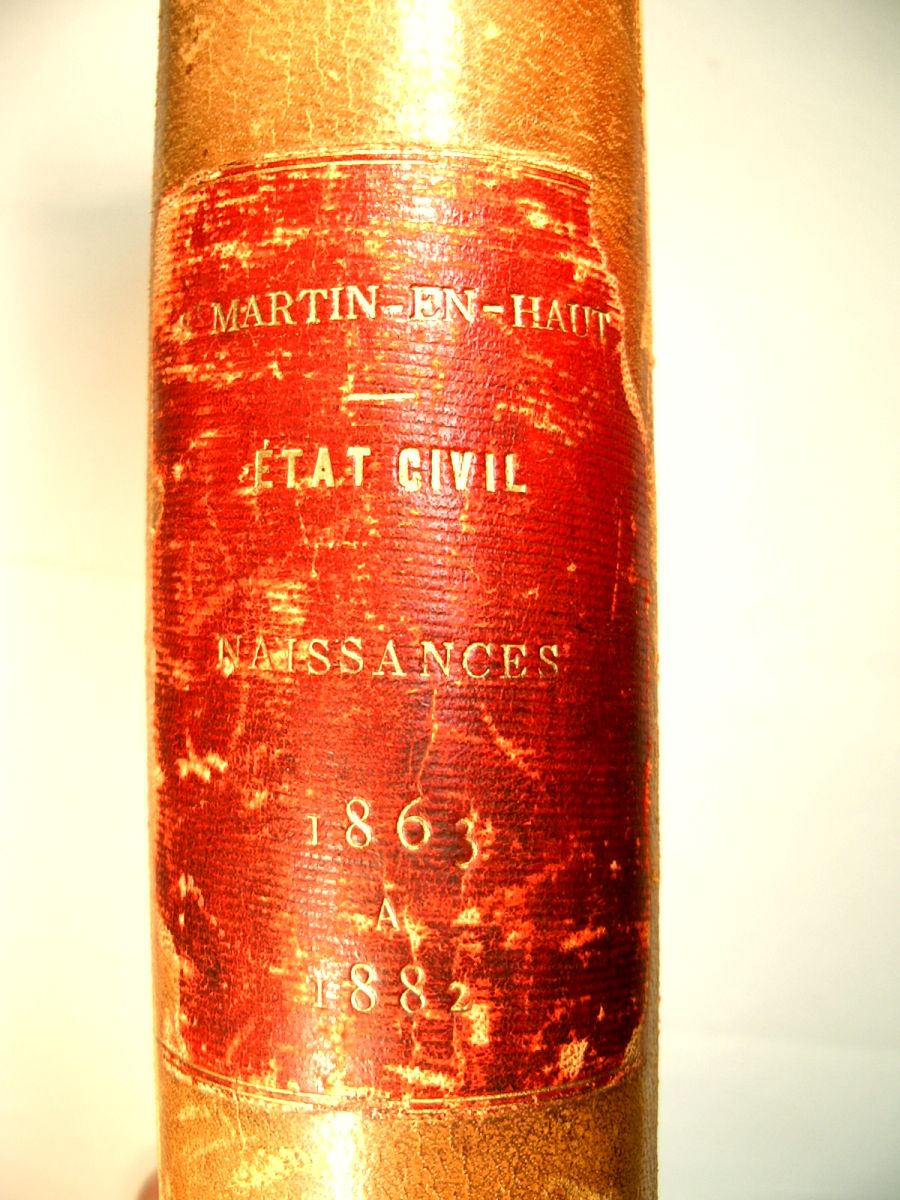 MARTIN-EN-HAUT
ÉTAT CIVIL
NAISSANCES
1863
A
1882